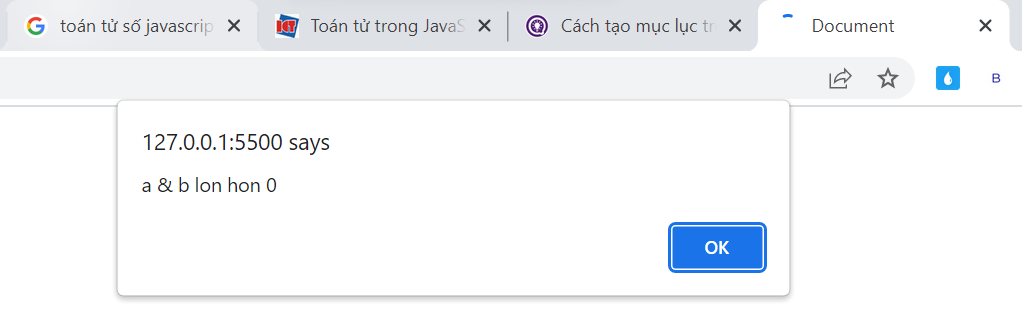 toán tử số javascrip
Toán tử trong JavaS
Cách tạo mục lục tr
Document
B
127.0.0.1:5500 says
a & b lon hon 0
OK